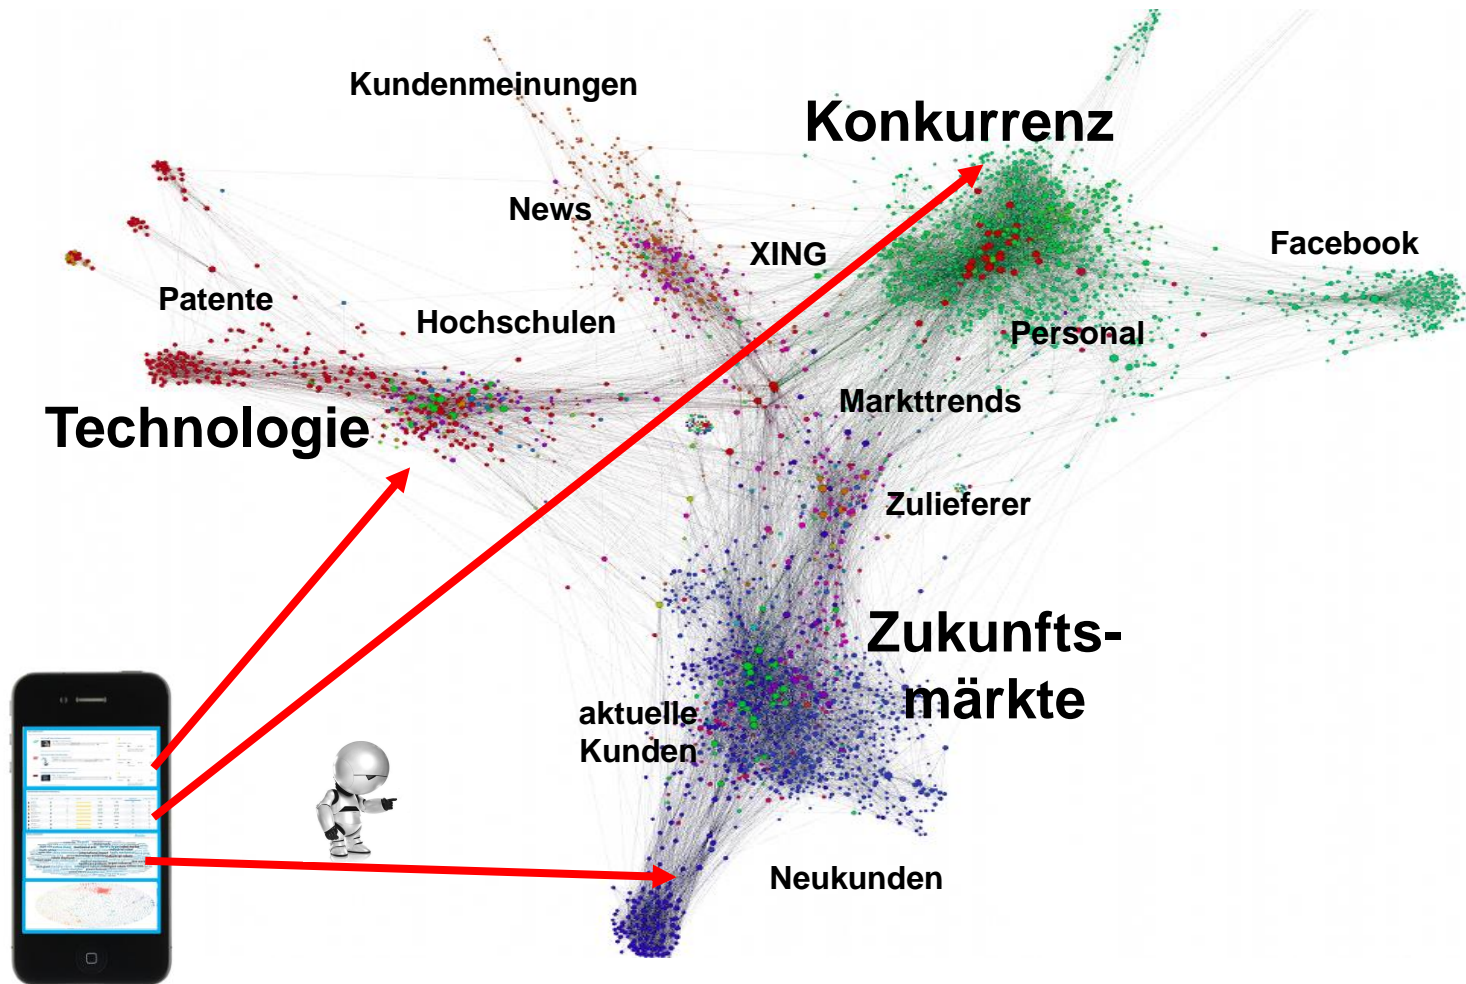 Kundenmeinungen
Konkurrenz
News
XING
Facebook
Patente
Hochschulen
Personal
Technologie
Markttrends
Zulieferer
Zukunfts-
märkte
aktuelle
Kunden
Neukunden